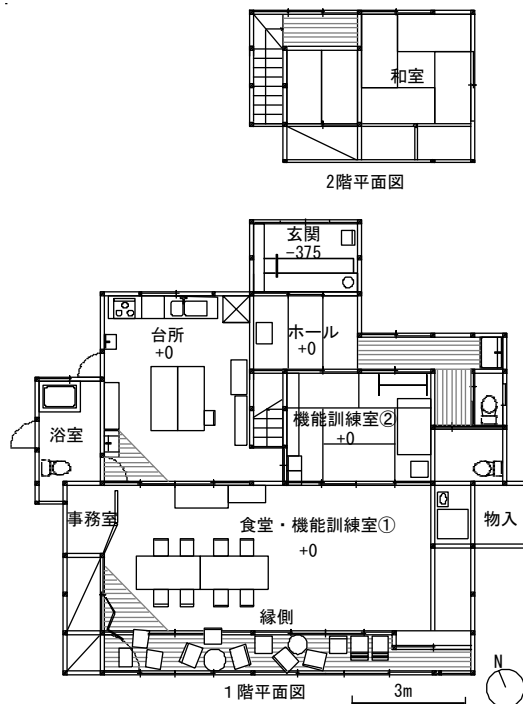 和室
2階平面図
玄関
-375
台所
+0
ホール
+0
浴室
機能訓練室②
+0
事務室
食堂・機能訓練室①
+0
物入
縁側
1階平面図
3m
N